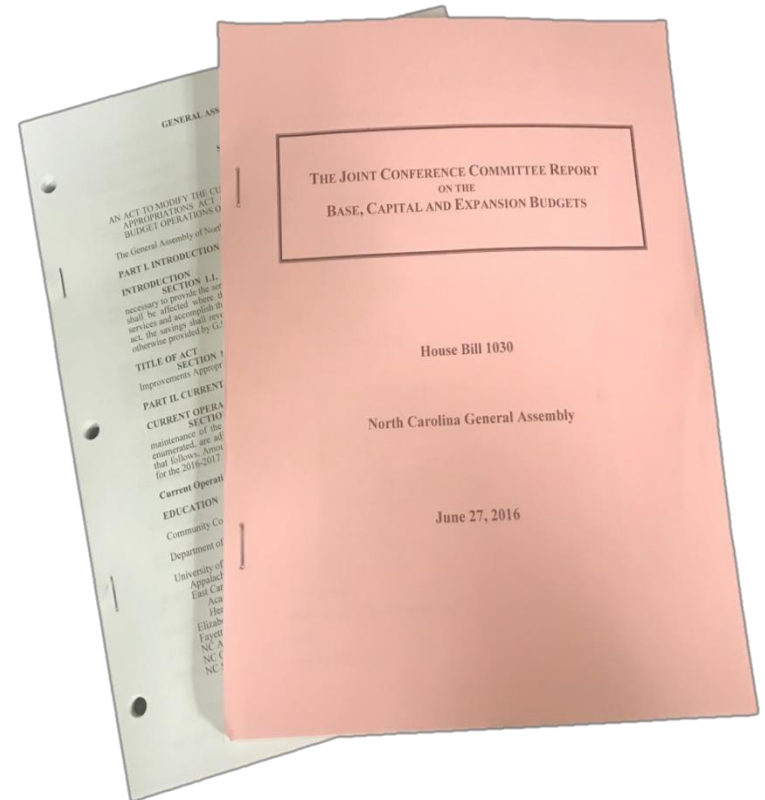 THE JOINT CONFERENCE COMMITTEE REPORT
ON THE
BASE, CAPITAL AND EXPANSION BUDGETS
House Bill 1030
North Carolina General Assembly
June 27, 2016
GENERAL ASS
S
AN ACT TO MODIFY THE CU
APPROPRIATIONS ACT
BUDGET OPERATIONS O
The General Assembly of Nort
PART I. INTRODUCTION
INTRODUCTION
SECTION 1.1.
necessary to provide the ser
shall be affected where th
services and accomplish th
act, the savings shall reve
otherwise provided by G.S
TITLE OF ACT
SECTION 1
Improvements Appropr
PART II. CURRENT
CURRENT OPERA
SECTIO
maintenance of the
enumerated, are ad
that follows. Amou
for the 2016-2017
Current Operati
EDUCATION
Community Co
Department of
University of
Appalach
East Car
Aca
Hea
Elizab
Fayett
NC A
NC C
NC S